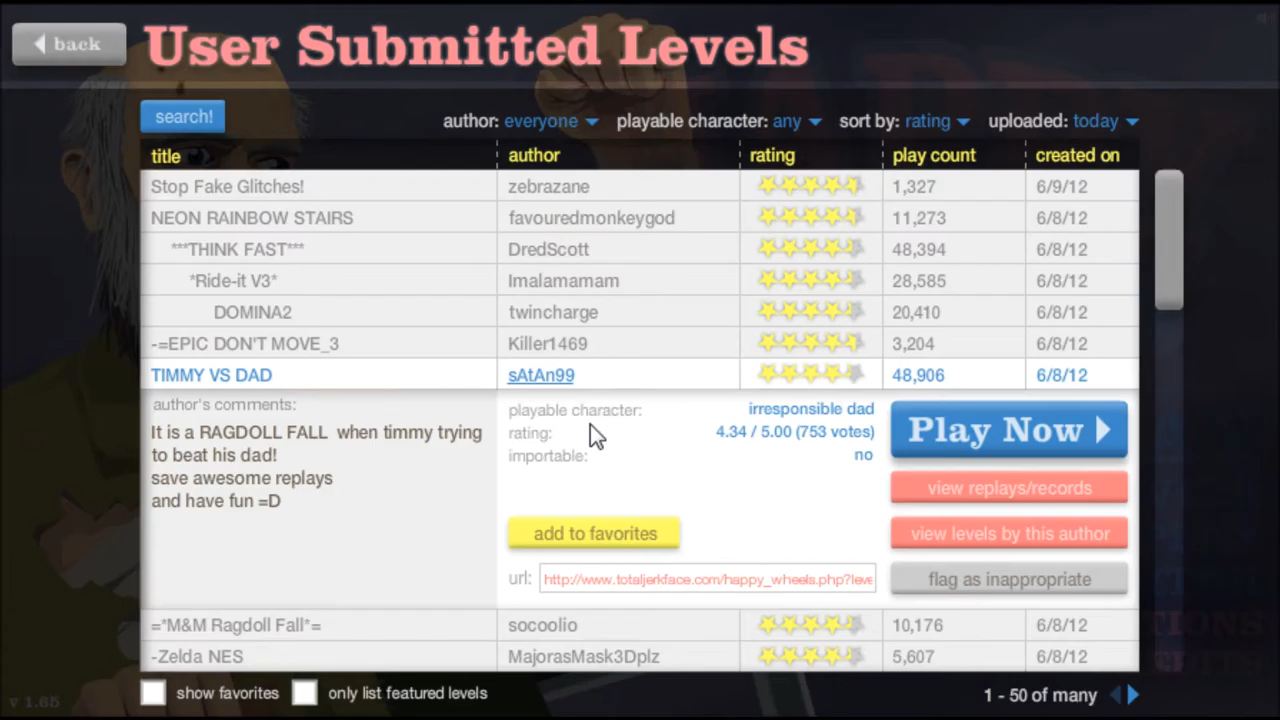 back
User Submitted Levels
search!
author: everyone
playable character: any
sort by: rating
uploaded: today
title author rating play count created on
Stop Fake Glitches! zebrazane 1,327 6/9/12
NEON RAINBOW STAIRS favouredmonkeygod 11,273 6/8/12
***THINK FAST*** DredScott 48,394 6/8/12
*Ride-it V3* Imalamamam 28,585 6/8/12
DOMINA2 twincharge 20,410 6/8/12
-=EPIC DON'T MOVE_3 Killer1469 3,204 6/8/12
TIMMY VS DAD sAtAn99 48,906 6/8/12
author's comments:
It is a RAGDOLL FALL when timmy trying
to beat his dad!
save awesome replays
and have fun =D
playable character: irresponsible dad
rating: 4.34 / 5.00 (753 votes)
importable: no
add to favorites
url: http://www.totaljerkface.com/happy_wheels.php?leve
Play Now
view replays/records
view levels by this author
flag as inappropriate
=*M&M Ragdoll Fall*= socoolio 10,176 6/8/12
-Zelda NES MajorasMask3Dplz 5,607 6/8/12
show favorites
only list featured levels
1 - 50 of many
v 1.65